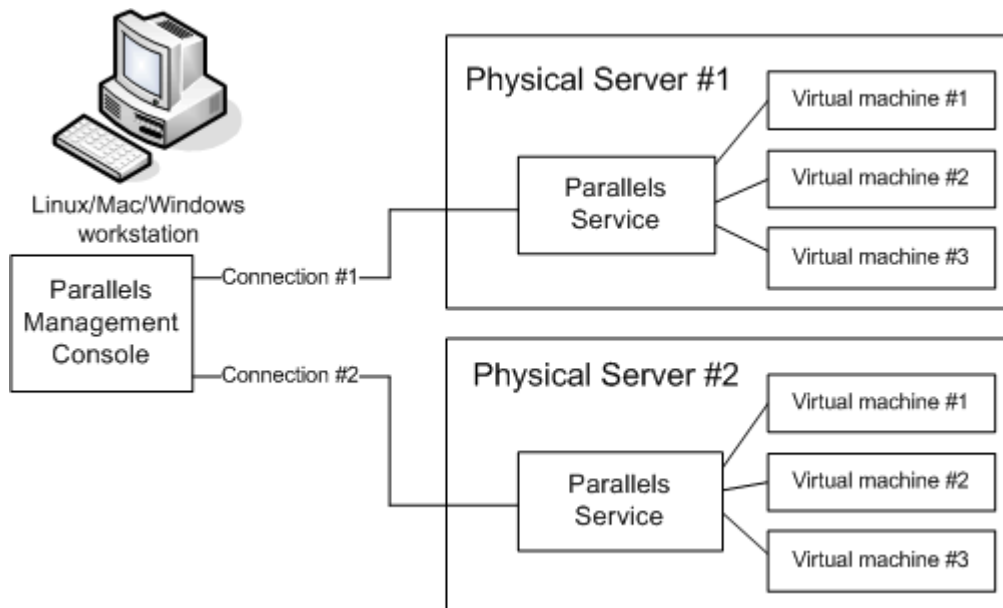 Linux/Mac/Windows
workstation
Parallels
Management
Console
Connection #1
Connection #2
Physical Server #1
Parallels
Service
Virtual machine #1
Virtual machine #2
Virtual machine #3
Physical Server #2
Parallels
Service
Virtual machine #1
Virtual machine #2
Virtual machine #3